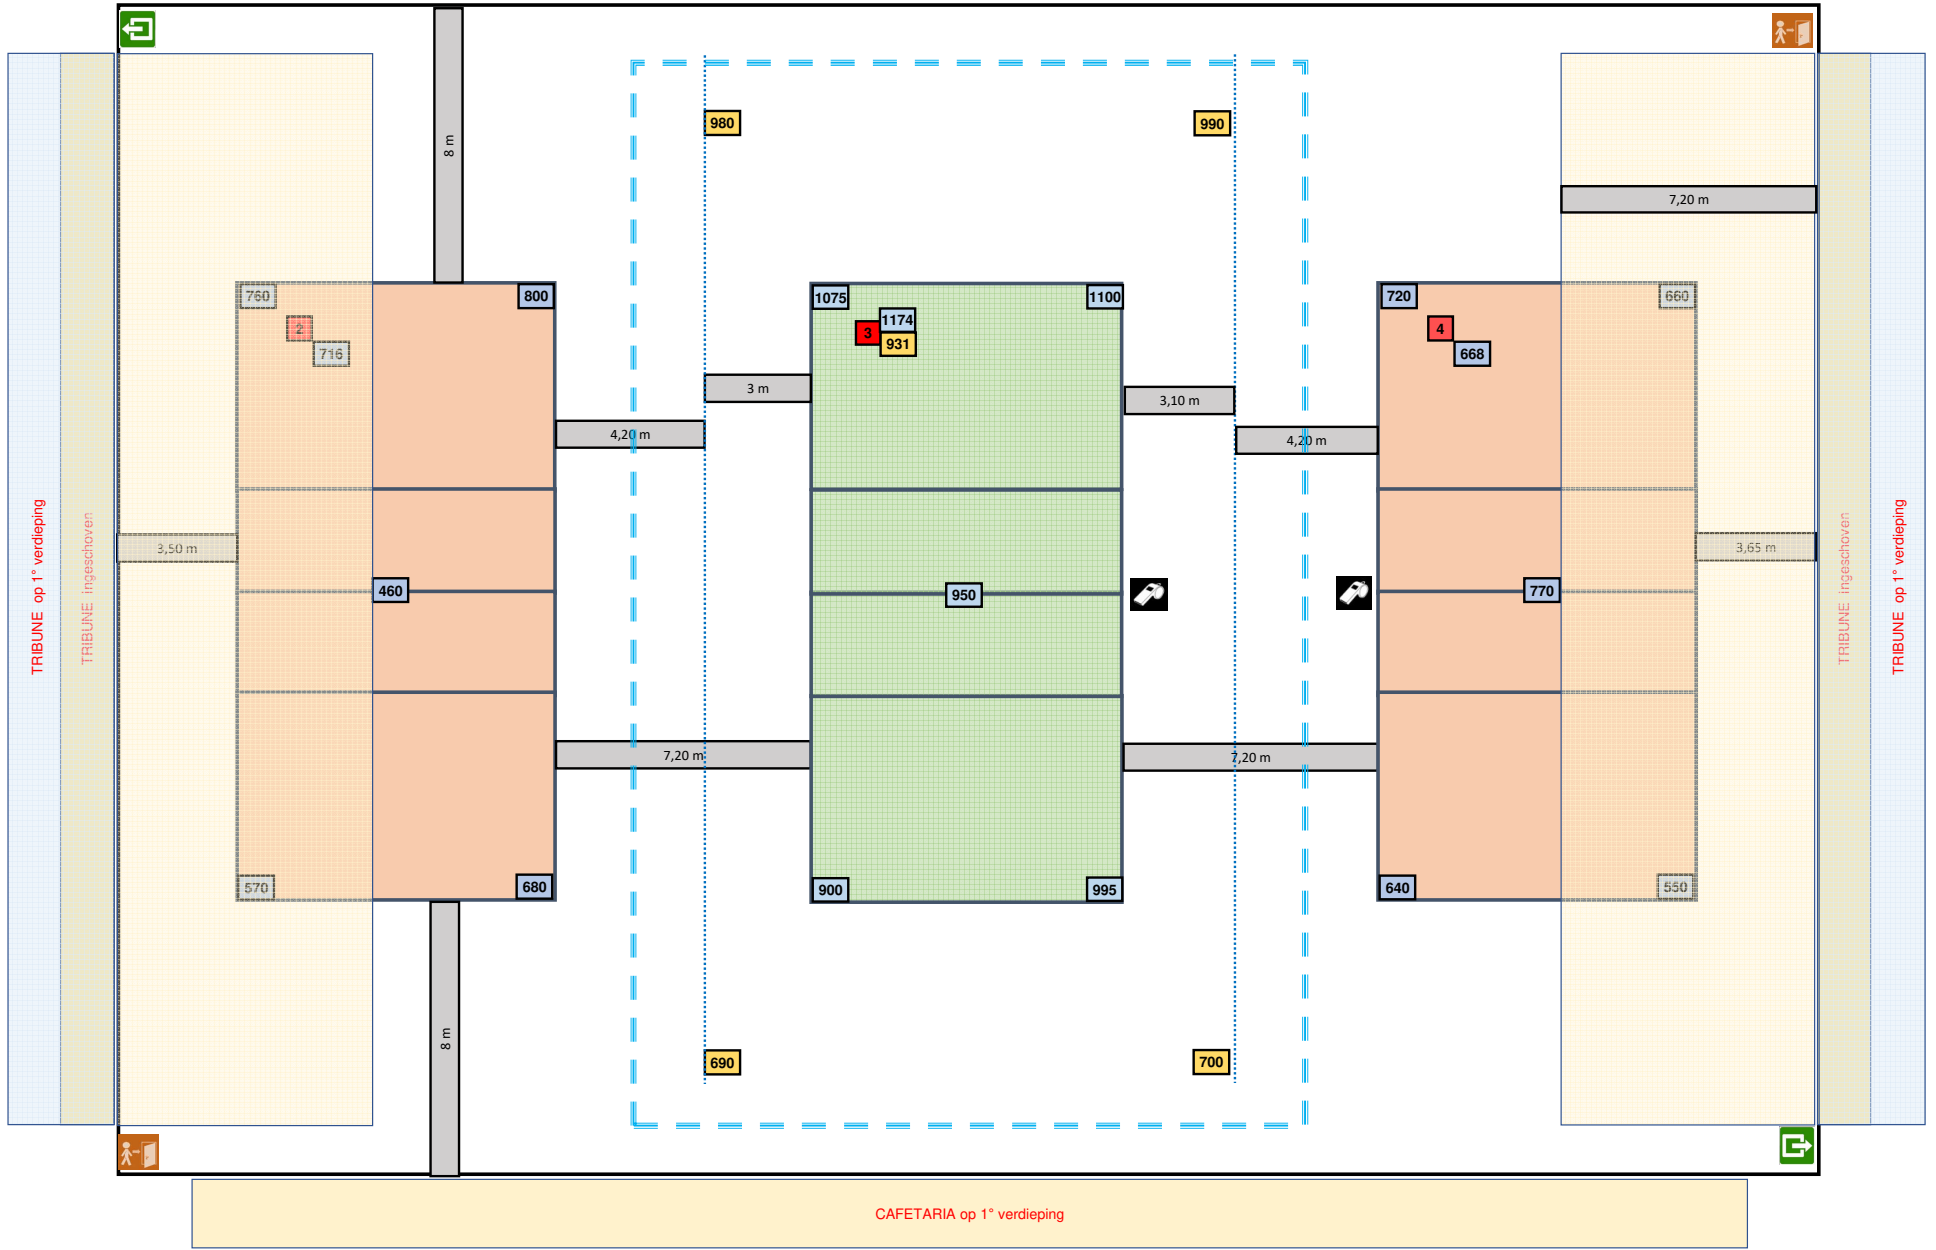 8 m
980
990
7,20 m
760
800
1075
1100
720
660
2
716
3
1174
931
4
668
3 m
3,10 m
4,20 m
4,20 m
TRIBUNE op 1° verdieping
TRIBUNE ingeschoven
3,50 m
3,65 m
TRIBUNE ingeschoven
TRIBUNE op 1° verdieping
460
950
770
7,20 m
7,20 m
570
680
900
995
640
550
8 m
690
700
CAFETARIA op 1° verdieping